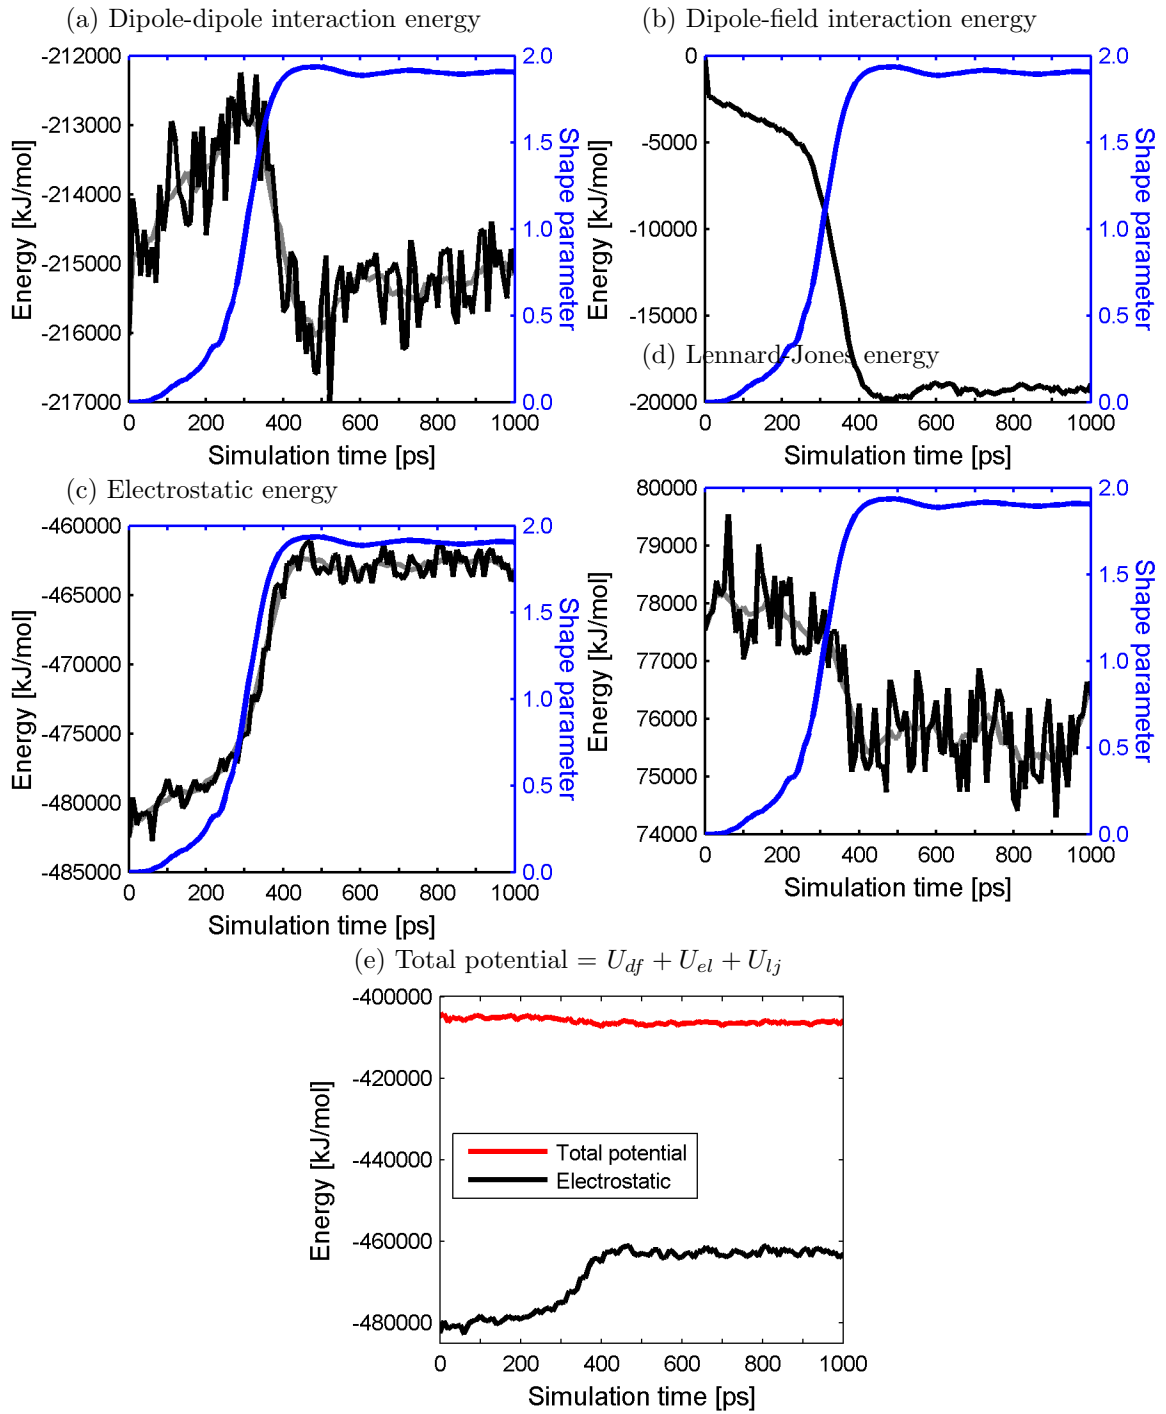 (a) Dipole-dipole interaction energy
(b) Dipole-field interaction energy
-212000
-213000
-214000
-215000
-216000
-217000
Energy [kJ/mol]
2.0
1.5
1.0
0.5
0.0
Shape parameter
0 200 400 600 800 1000
Simulation time [ps]
0
-5000
-10000
-15000
-20000
Energy [kJ/mol]
2.0
1.5
1.0
0.5
0.0
Shape parameter
0 200 400 600 800 1000
Simulation time [ps]
(d) Lennard-Jones energy
(c) Electrostatic energy
-460000
-465000
-470000
-475000
-480000
-485000
Energy [kJ/mol]
2.0
1.5
1.0
0.5
0.0
Shape parameter
0 200 400 600 800 1000
Simulation time [ps]
80000
79000
78000
77000
76000
75000
74000
Energy [kJ/mol]
2.0
1.5
1.0
0.5
0.0
Shape parameter
0 200 400 600 800 1000
Simulation time [ps]
(e) Total potential = U_{df} + U_{el} + U_{lj}
-400000
-420000
-440000
-460000
-480000
Energy [kJ/mol]
Total potential
Electrostatic
0 200 400 600 800 1000
Simulation time [ps]